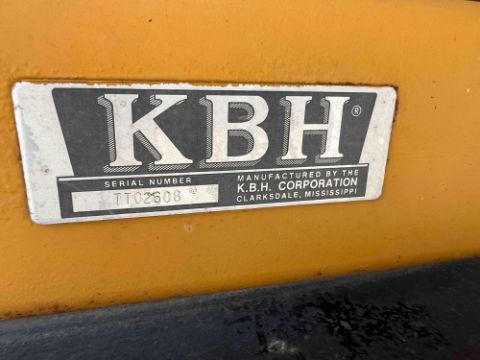 KBH®
SERIAL NUMBER
TT02608
MANUFACTURED BY THE
K.B.H. CORPORATION
CLARKSDALE, MISSISSIPPI